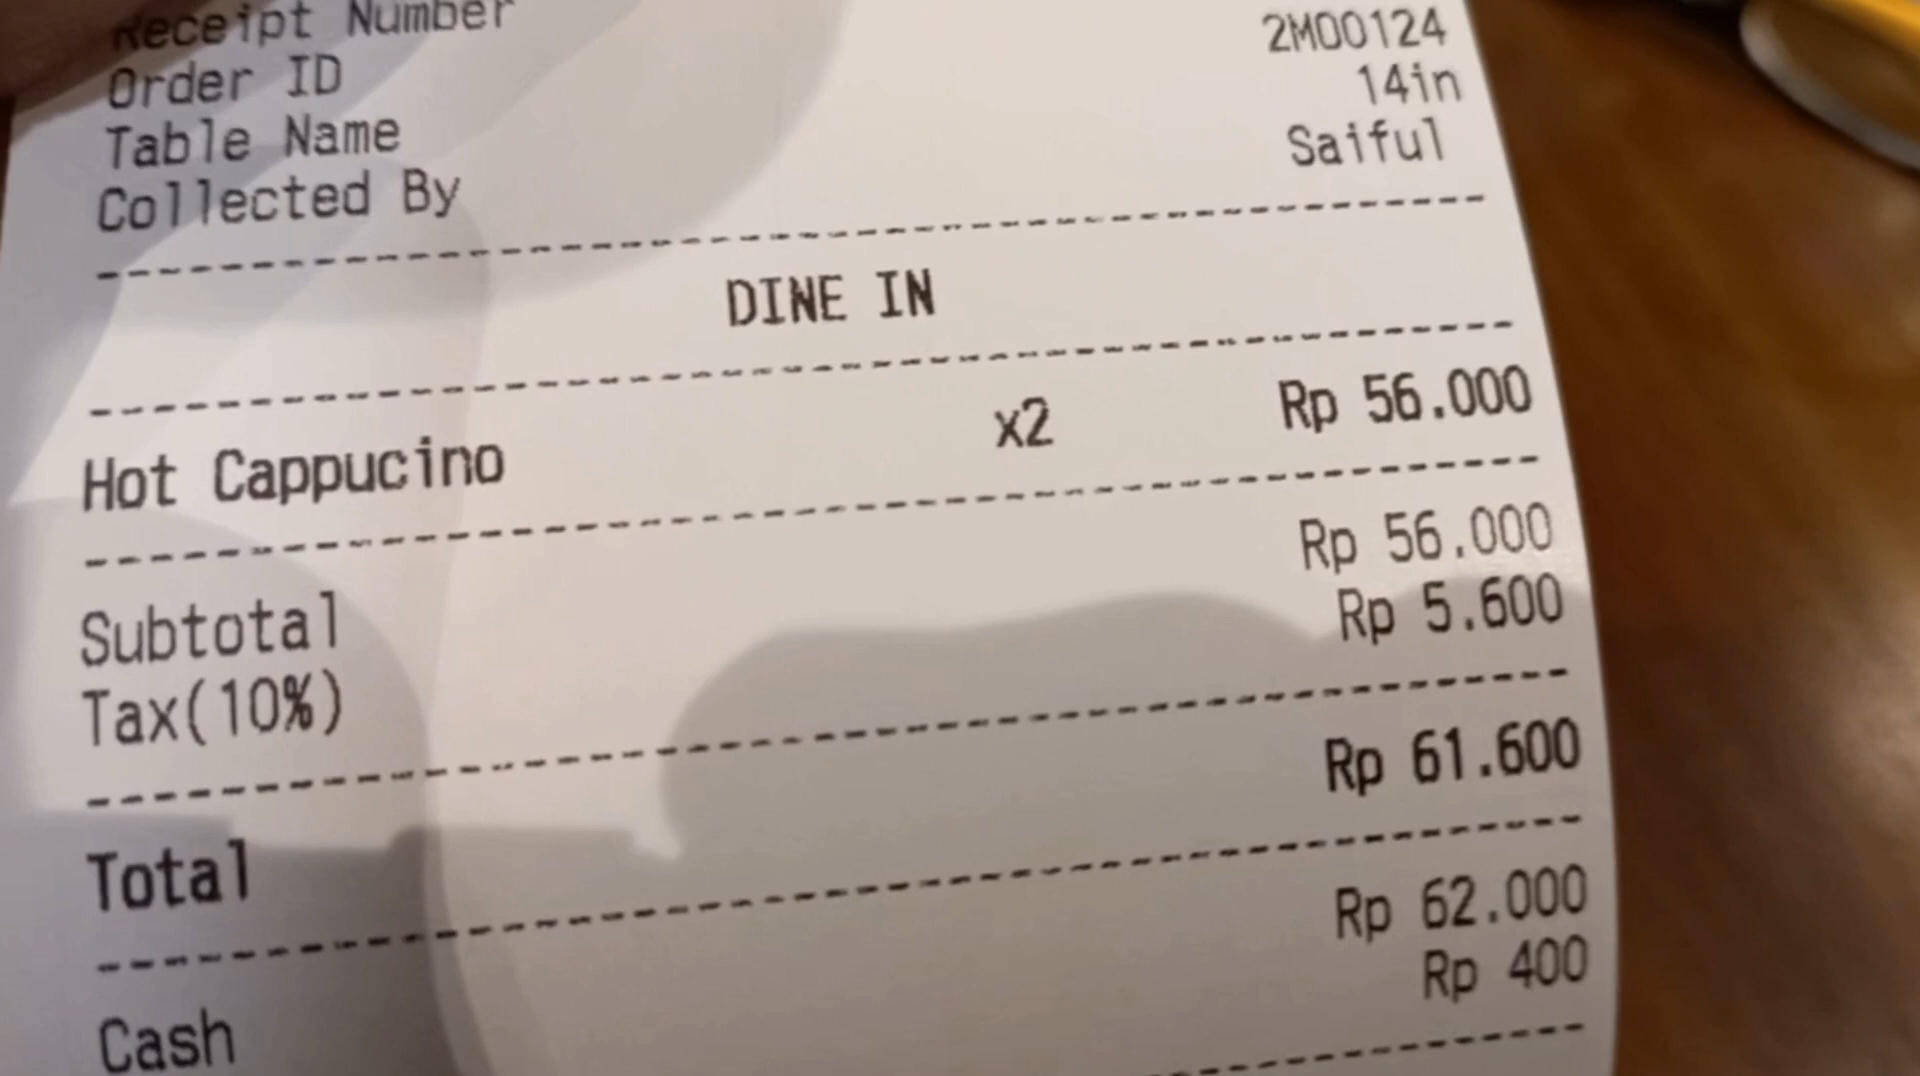 Receipt Number
Order ID 2M00124
Table Name 14in
Collected By Saiful
DINE IN
Hot Cappucino x2 Rp 56.000
Subtotal Rp 56.000
Tax(10%) Rp 5.600
Total Rp 61.600
Cash Rp 62.000
Rp 400